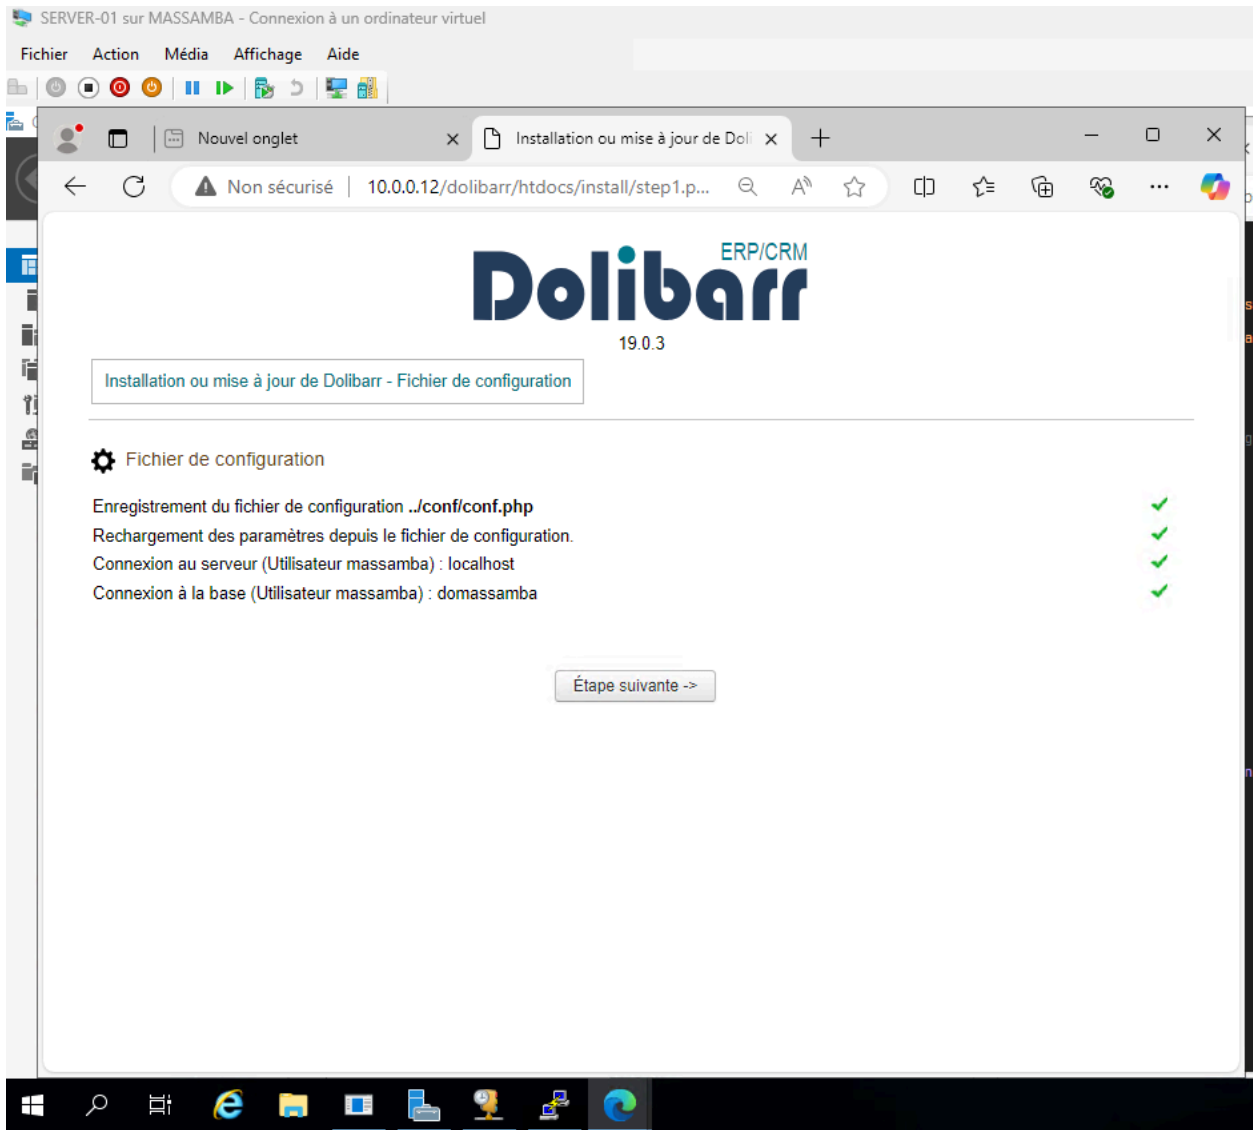 SERVER-01 sur MASSAMBA - Connexion à un ordinateur virtuel
Fichier Action Média Affichage Aide
Nouvel onglet
Installation ou mise à jour de Doli
Non sécurisé 10.0.0.12/dolibarr/htdocs/install/step1.p...
Dolibarr ERP/CRM
19.0.3
Installation ou mise à jour de Dolibarr - Fichier de configuration
Fichier de configuration
Enregistrement du fichier de configuration ../conf/conf.php
Rechargement des paramètres depuis le fichier de configuration.
Connexion au serveur (Utilisateur massamba) : localhost
Connexion à la base (Utilisateur massamba) : domassamba
Étape suivante ->